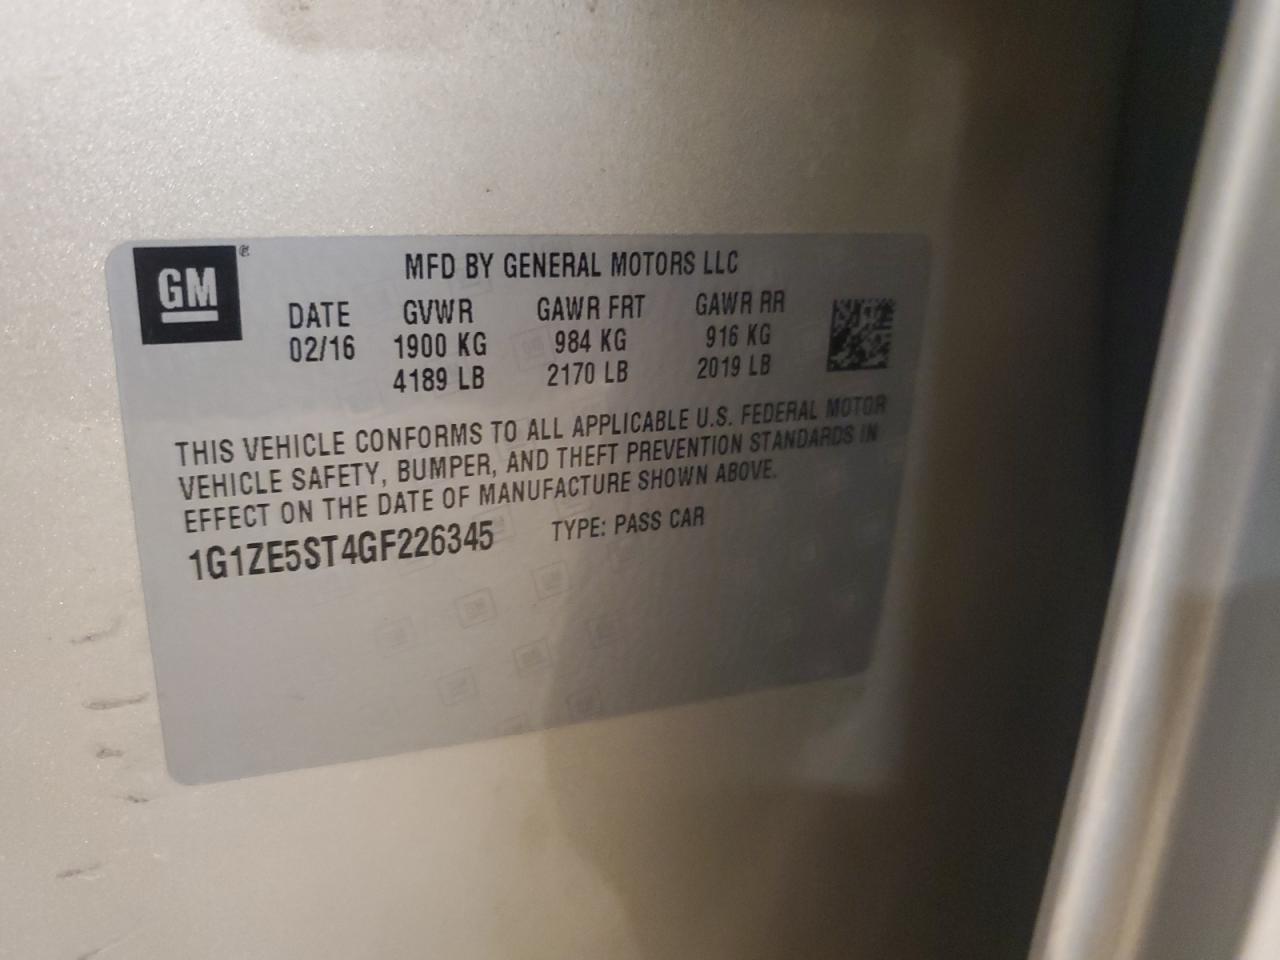 GM
®
MFD BY GENERAL MOTORS LLC
DATE GVWR GAWR FRT GAWR RR
02/16 1900 KG 984 KG 916 KG
4189 LB 2170 LB 2019 LB
THIS VEHICLE CONFORMS TO ALL APPLICABLE U.S. FEDERAL MOTOR
VEHICLE SAFETY, BUMPER, AND THEFT PREVENTION STANDARDS IN
EFFECT ON THE DATE OF MANUFACTURE SHOWN ABOVE.
1G1ZE5ST4GF226345 TYPE: PASS CAR